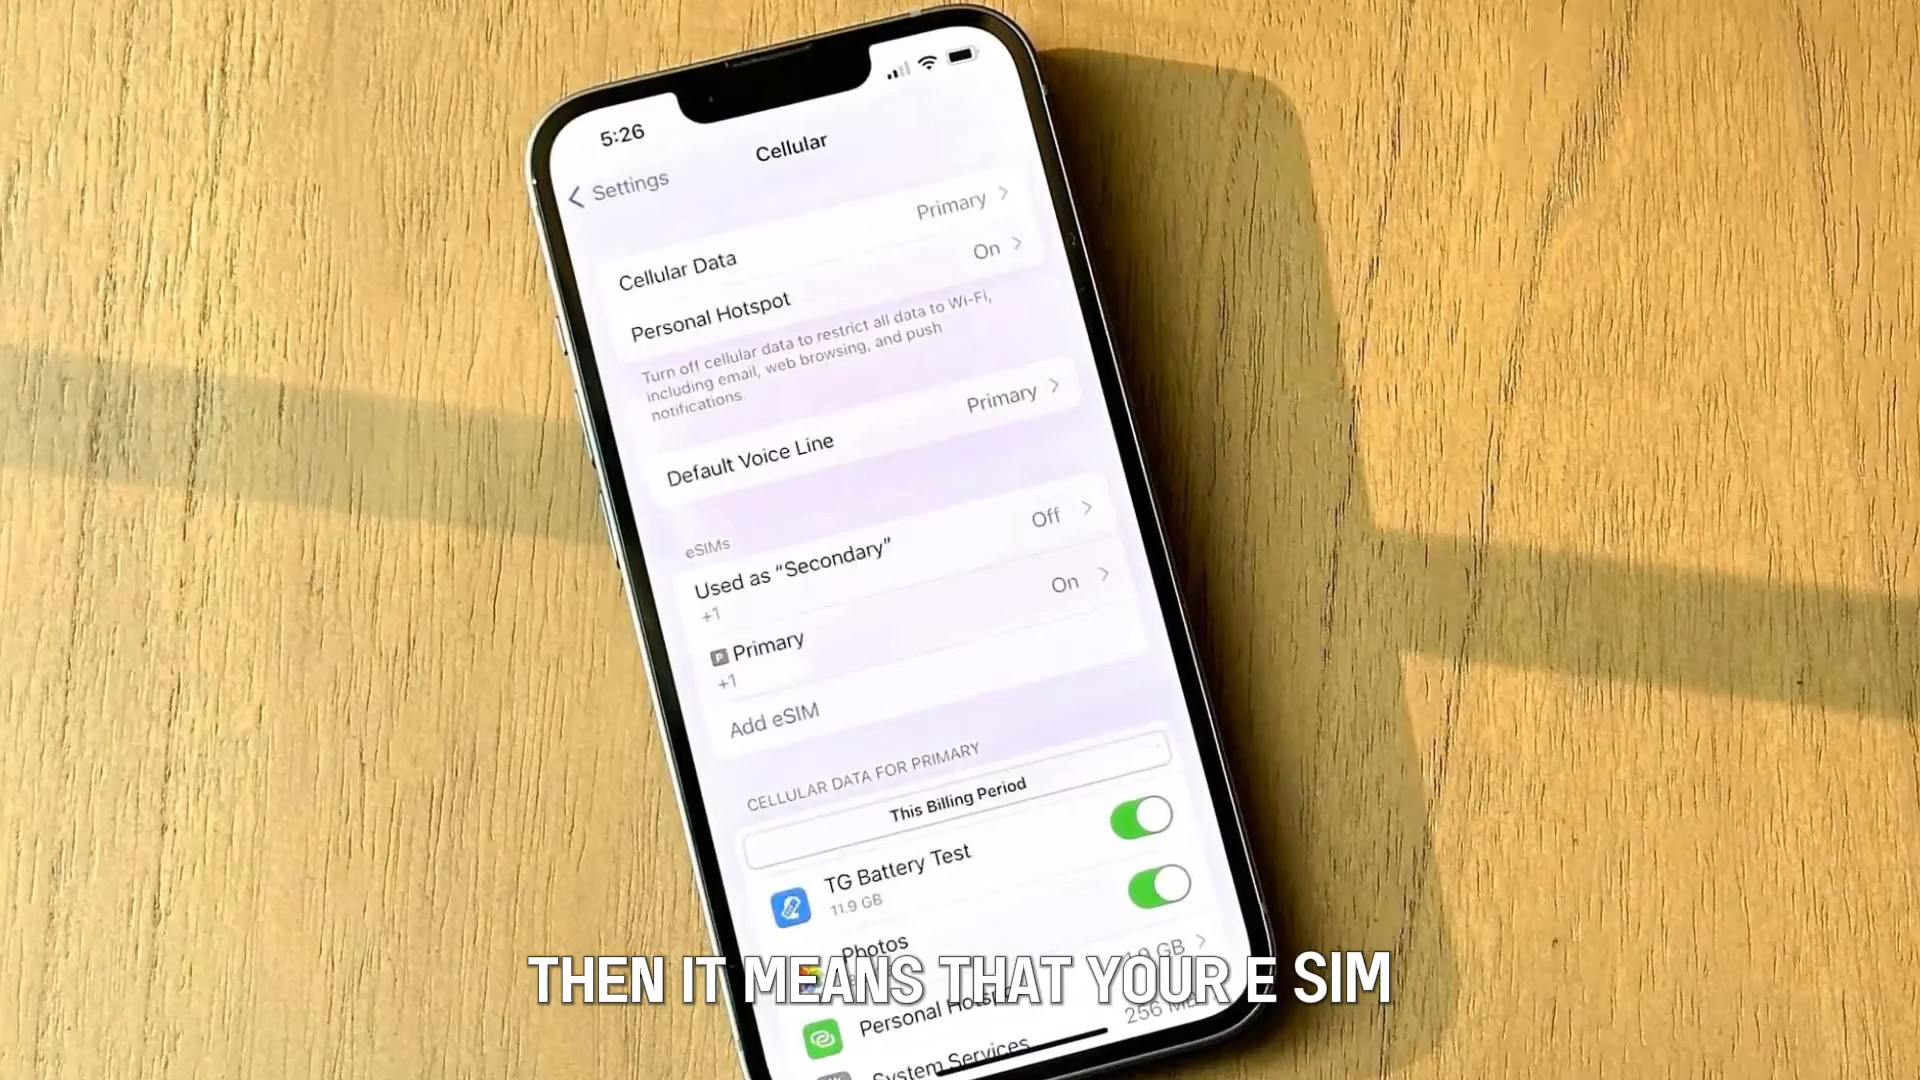 5:26
Settings
Cellular
Cellular Data Primary
Personal Hotspot On
Turn off cellular data to restrict all data to Wi-Fi,
including email, web browsing, and push
notifications.
Default Voice Line Primary
eSIMs
Used as “Secondary” Off
+1
P Primary On
+1
Add eSIM
CELLULAR DATA FOR PRIMARY
This Billing Period
TG Battery Test
11.9 GB
Photos
Personal
System Services
256
THEN IT MEANS THAT YOUR E SIM